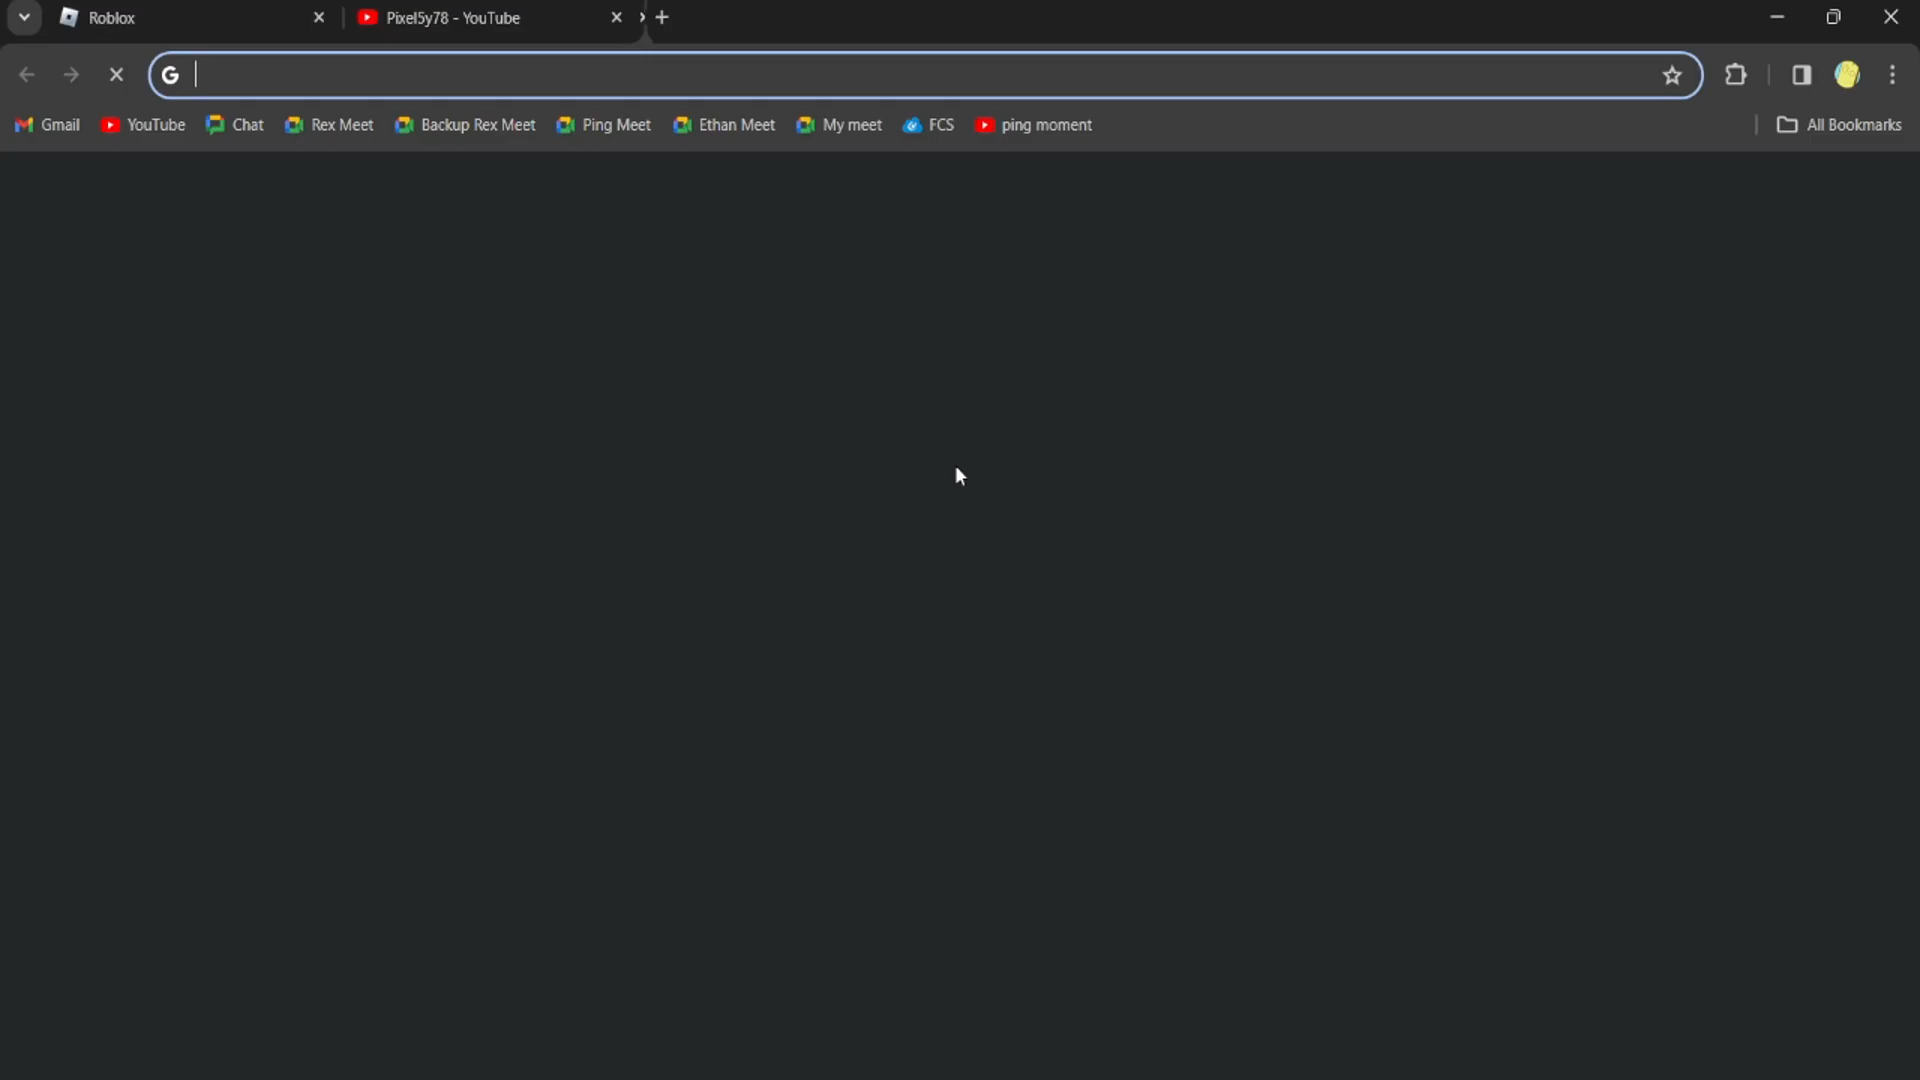 Roblox
Pixel5y78 - YouTube
Gmail
YouTube
Chat
Rex Meet
Backup Rex Meet
Ping Meet
Ethan Meet
My meet
FCS
ping moment
All Bookmarks